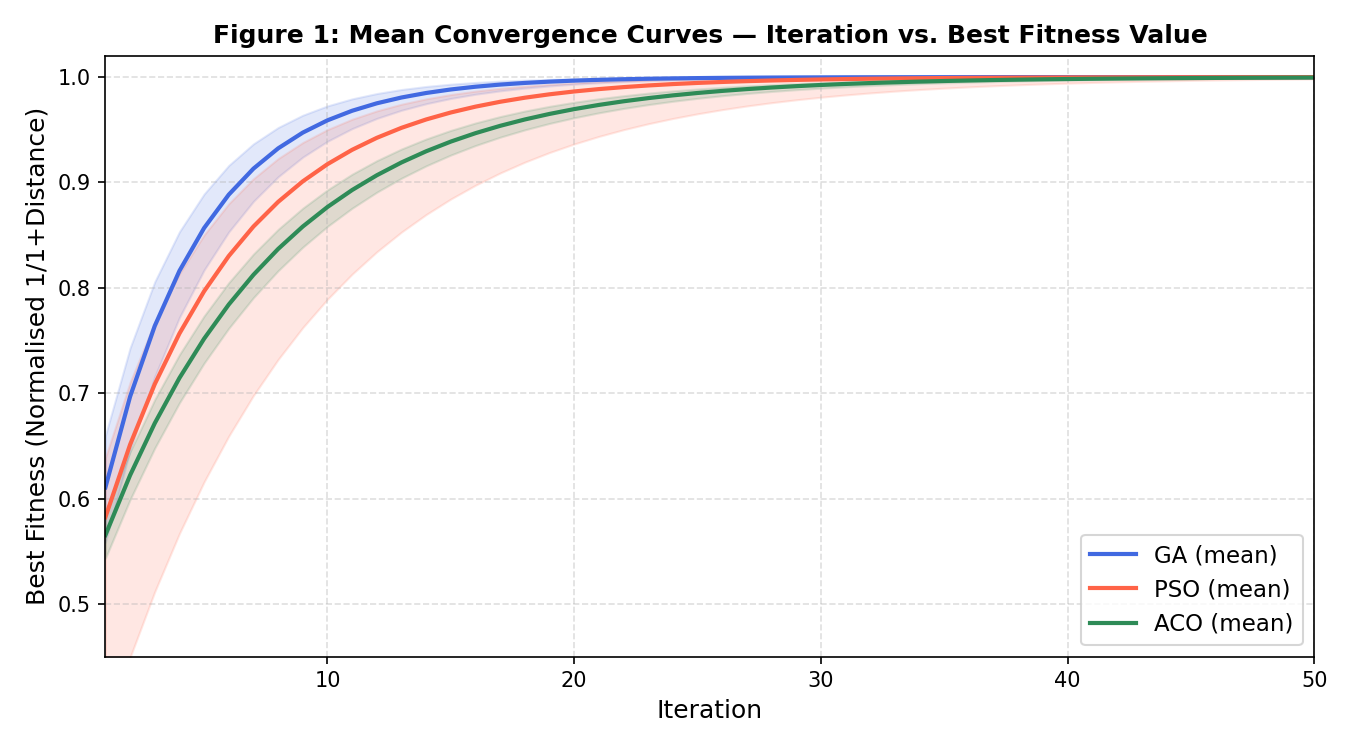 Figure 1: Mean Convergence Curves — Iteration vs. Best Fitness Value
Best Fitness (Normalised 1/1+Distance)
1.0
0.9
0.8
0.7
0.6
0.5
GA (mean)
PSO (mean)
ACO (mean)
10
20
30
40
50
Iteration